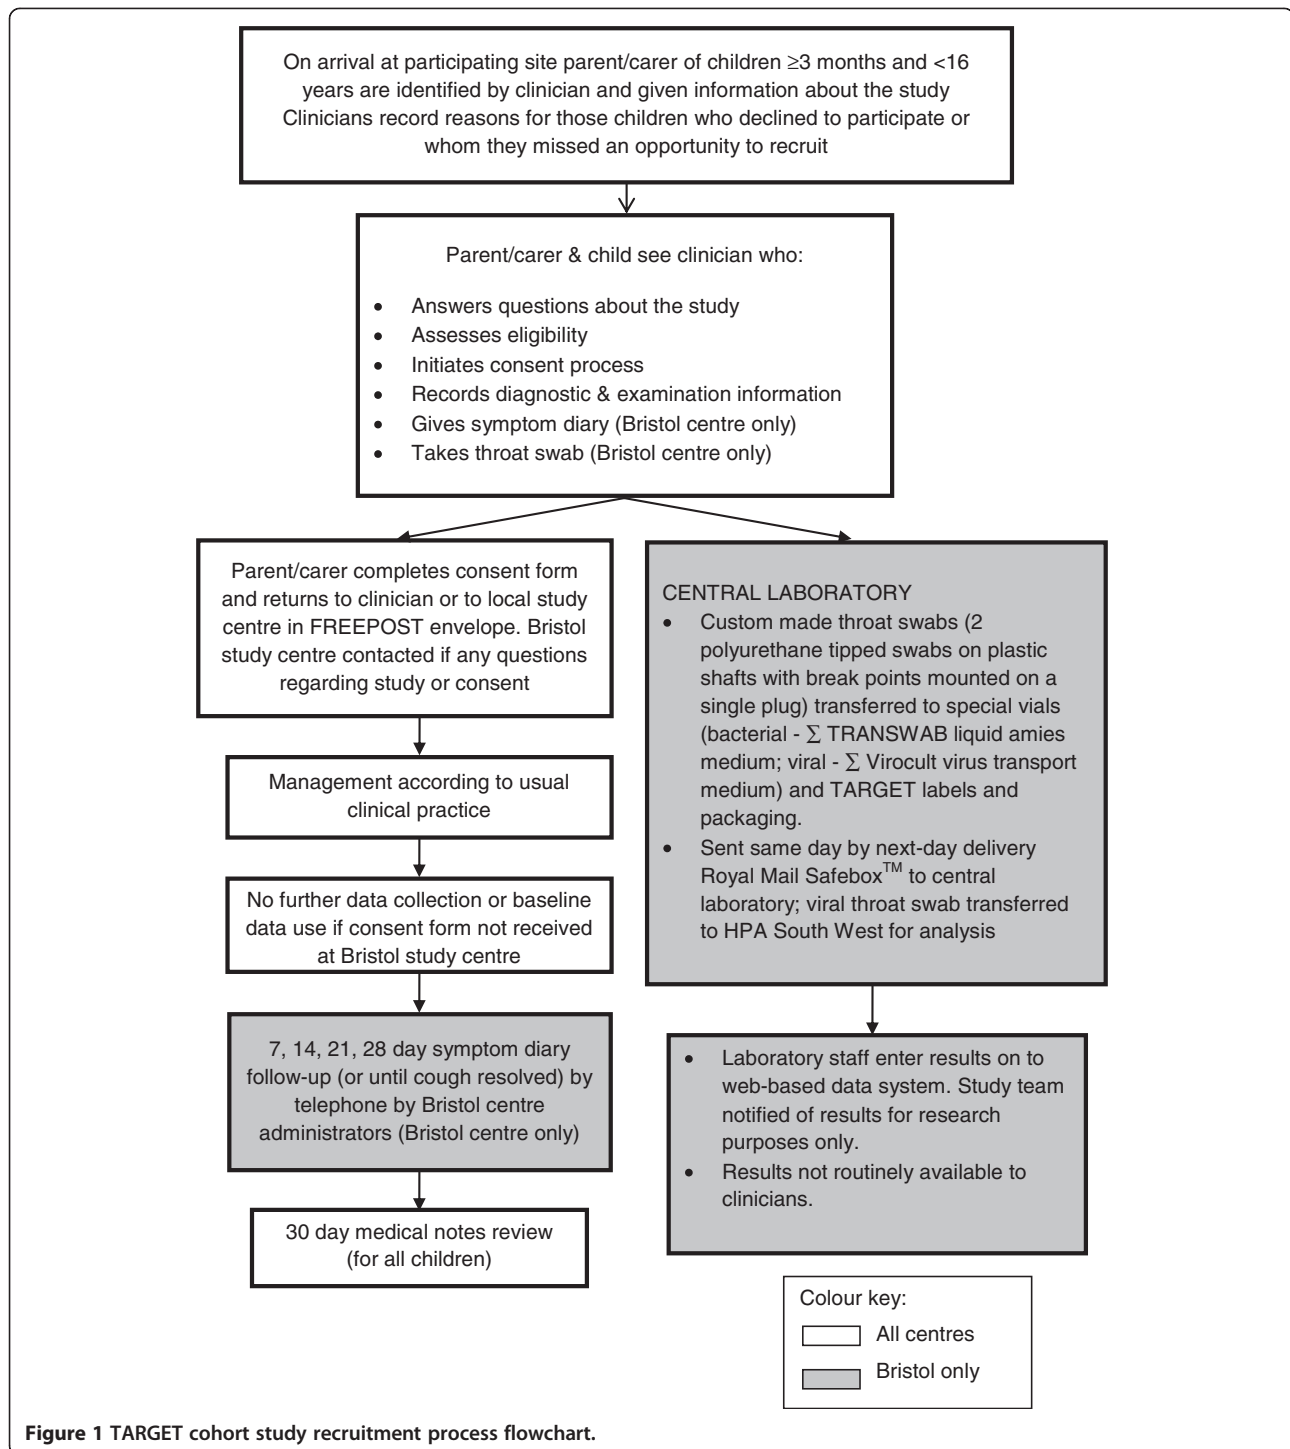 On arrival at participating site parent/carer of children ≥3 months and <16
years are identified by clinician and given information about the study
Clinicians record reasons for those children who declined to participate or
whom they missed an opportunity to recruit
Parent/carer & child see clinician who:
• Answers questions about the study
• Assesses eligibility
• Initiates consent process
• Records diagnostic & examination information
• Gives symptom diary (Bristol centre only)
• Takes throat swab (Bristol centre only)
Parent/carer completes consent form
and returns to clinician or to local study
centre in FREEPOST envelope. Bristol
study centre contacted if any questions
regarding study or consent
Management according to usual
clinical practice
No further data collection or baseline
data use if consent form not received
at Bristol study centre
7, 14, 21, 28 day symptom diary
follow-up (or until cough resolved) by
telephone by Bristol centre
administrators (Bristol centre only)
30 day medical notes review
(for all children)
CENTRAL LABORATORY
• Custom made throat swabs (2
polyurethane tipped swabs on plastic
shafts with break points mounted on a
single plug) transferred to special vials
(bacterial - ∑ TRANSWAB liquid amies
medium; viral - ∑ Virocult virus transport
medium) and TARGET labels and
packaging.
• Sent same day by next-day delivery
Royal Mail Safebox™ to central
laboratory; viral throat swab transferred
to HPA South West for analysis
• Laboratory staff enter results on to
web-based data system. Study team
notified of results for research
purposes only.
• Results not routinely available to
clinicians.
Colour key:
All centres
Bristol only
Figure 1 TARGET cohort study recruitment process flowchart.